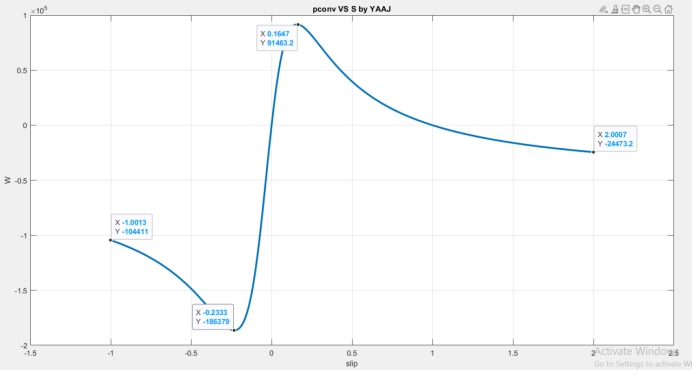 pconv VS S by YAAJ
×10⁵
1
0.5
0
-0.5
-1
-1.5
-2
W
X 0.1647
Y 91463.2
X 2.0007
Y -24473.2
X -1.0013
Y -104411
X -0.2333
Y -186379
-1.5 -1 -0.5 0 0.5 1 1.5 2 2.5
slip
Activate Windows
Go to Settings to activate Wi